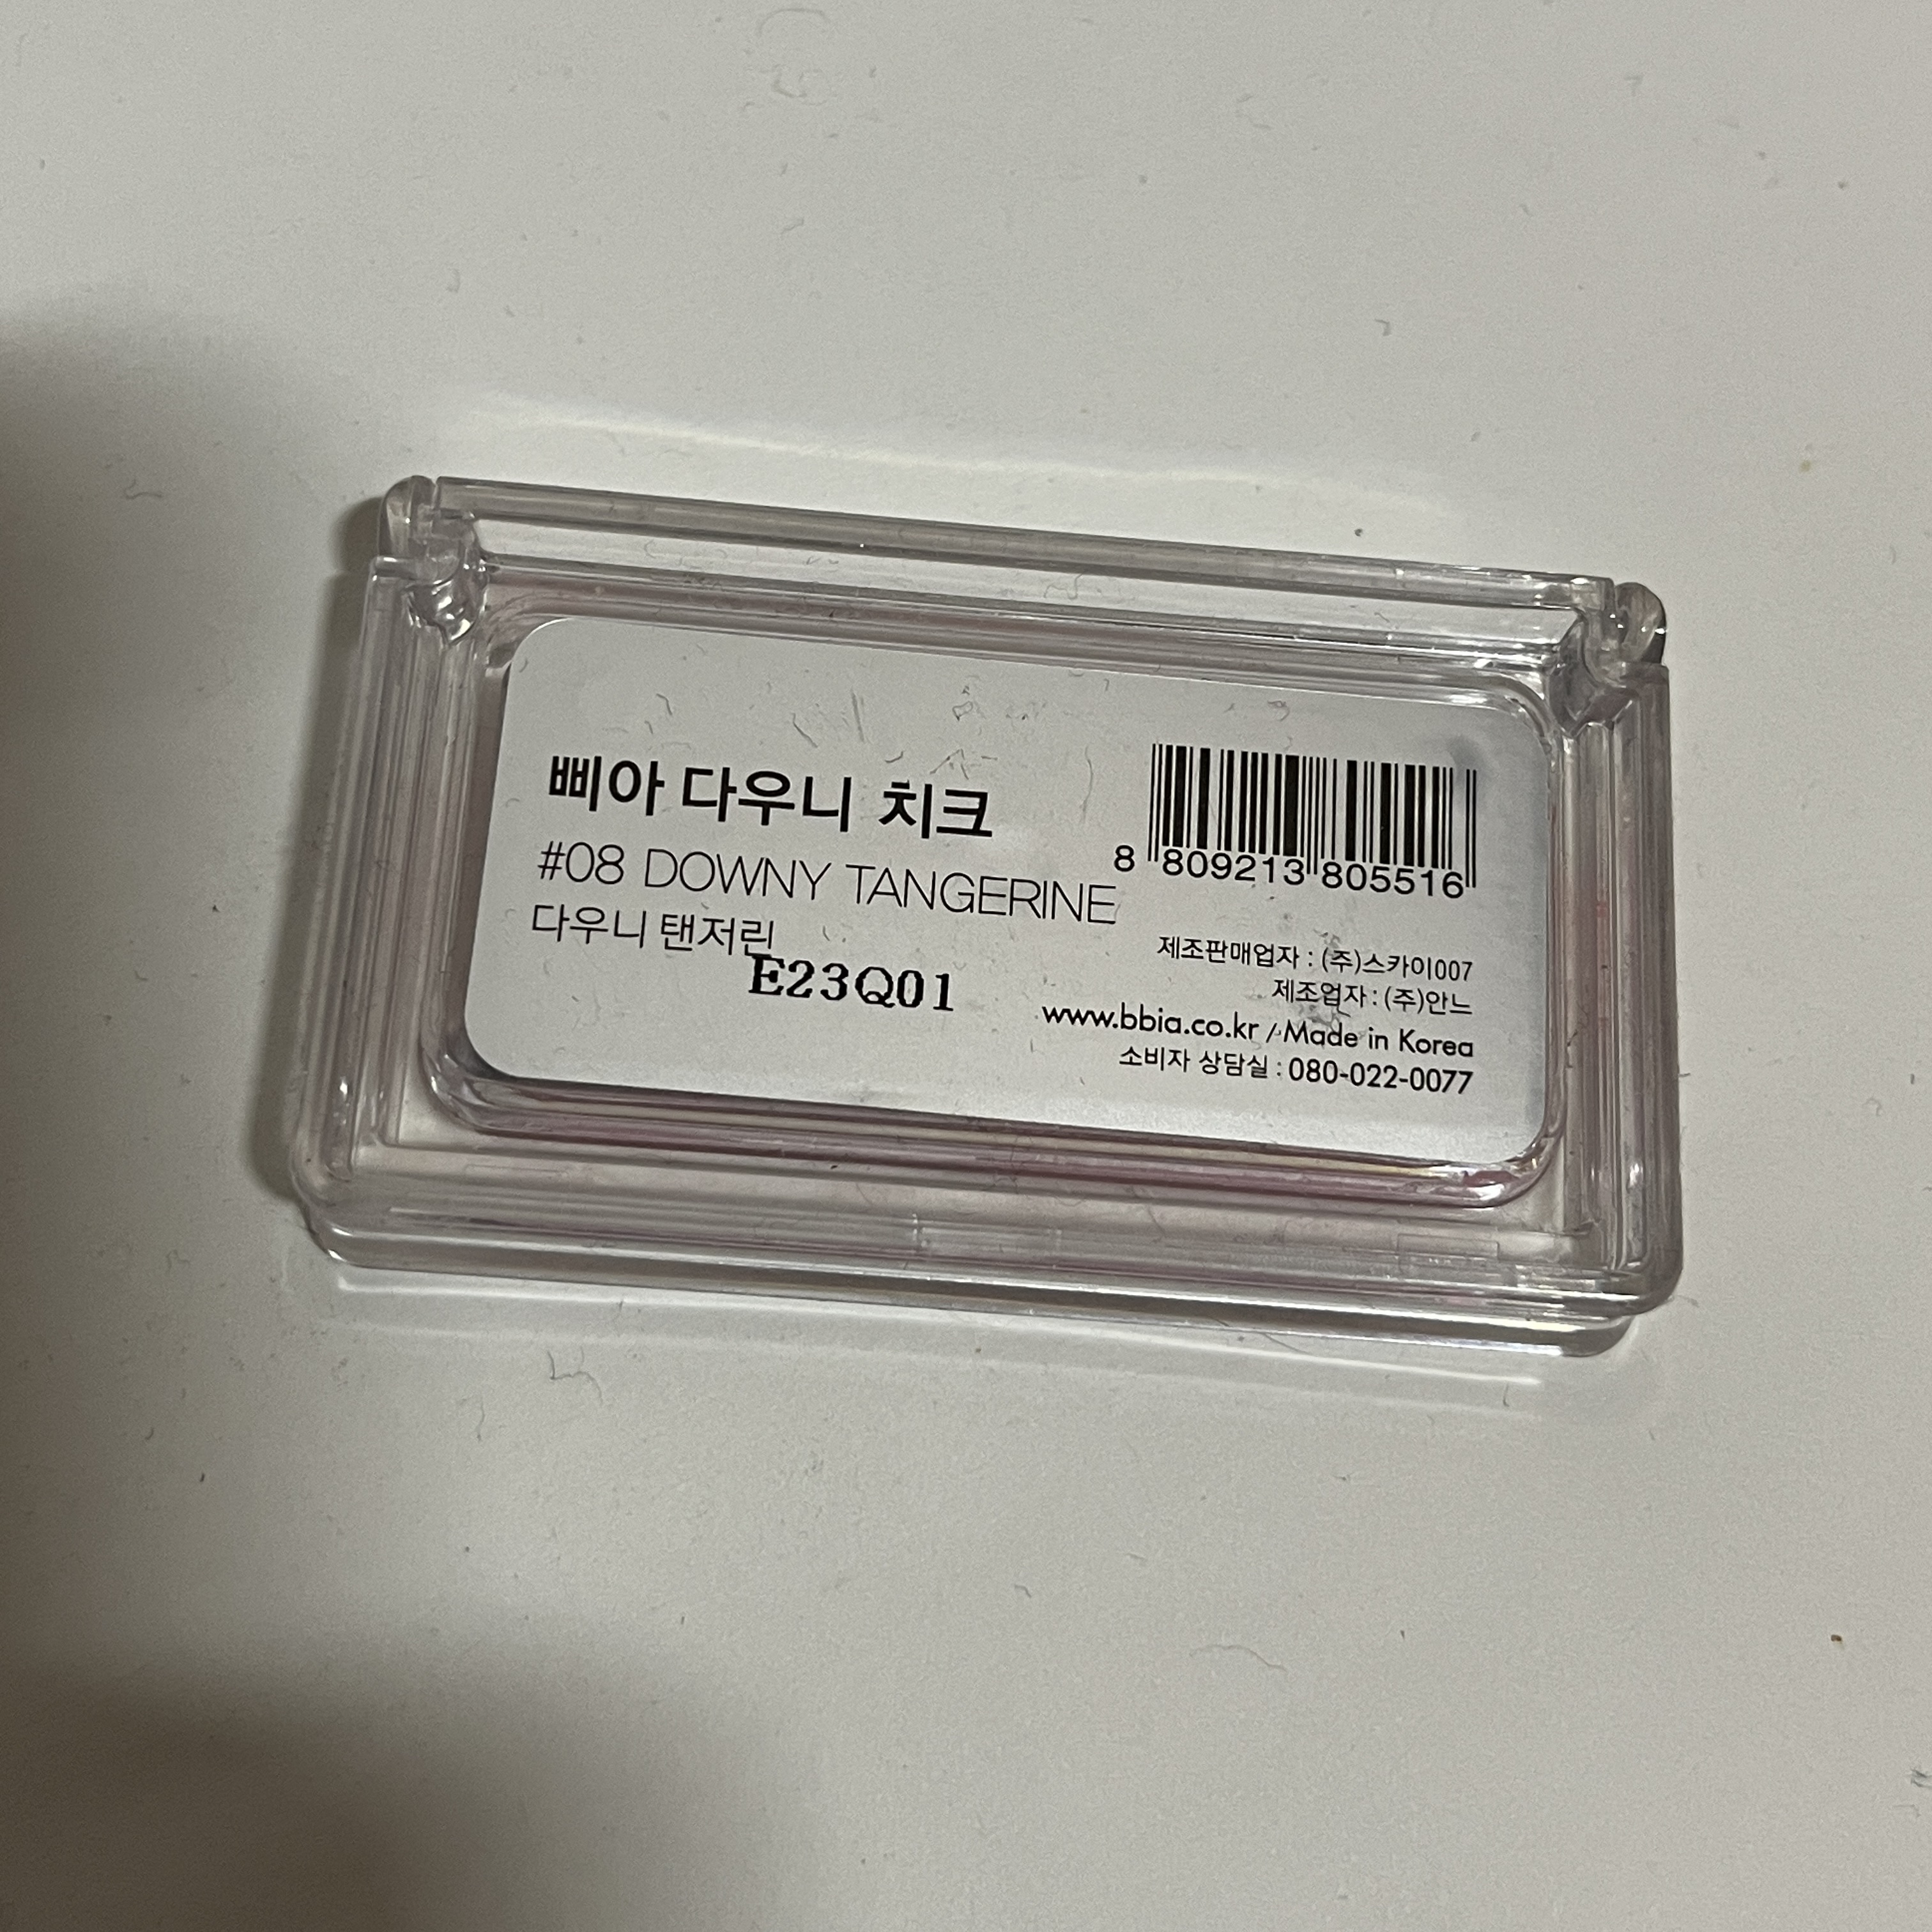 삐아 다우니 치크
#08 DOWNY TANGERINE
다우니 탠저린
E23Q01
8 809213 805516
제조판매업자 : (주)스카이007
제조업자 : (주)안느
www.bbia.co.kr / Made in Korea
소비자 상담실 : 080-022-0077